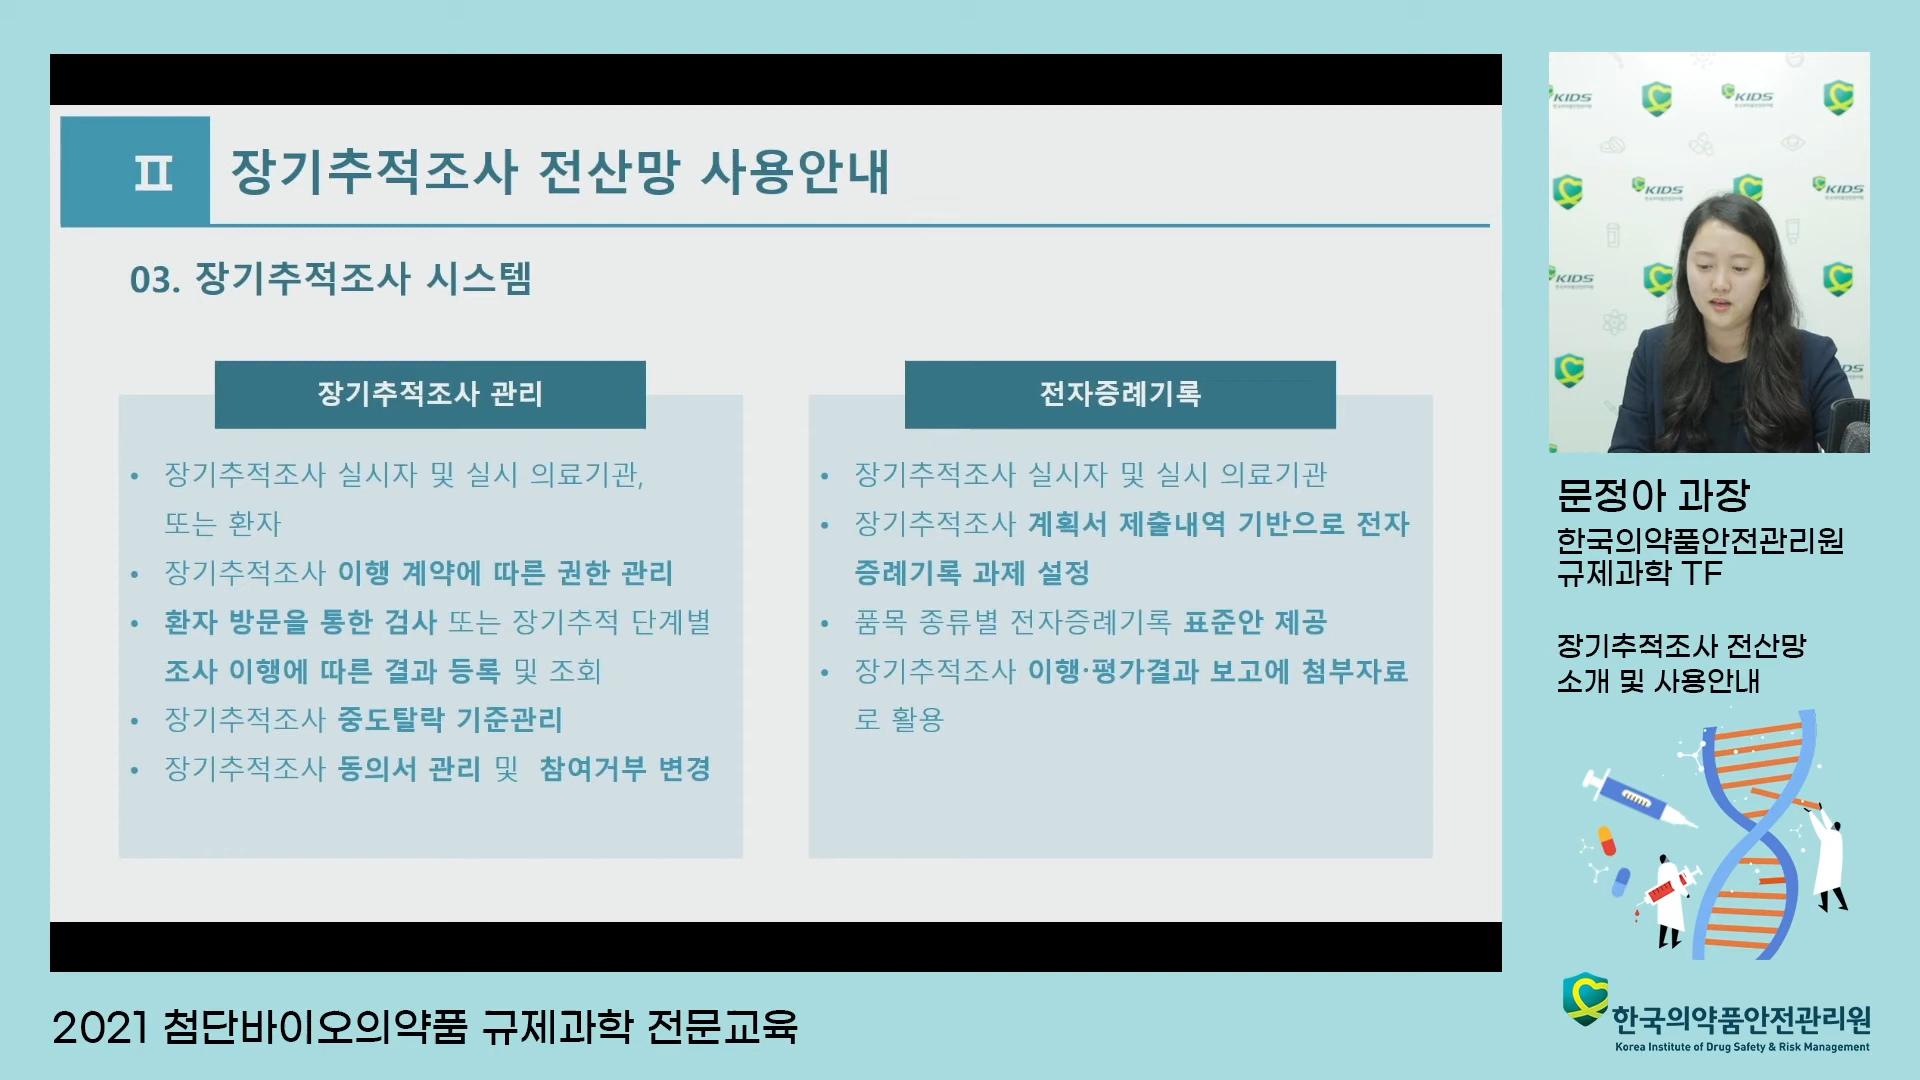 Ⅱ 장기추적조사 전산망 사용안내
03. 장기추적조사 시스템
장기추적조사 관리
• 장기추적조사 실시자 및 실시 의료기관,
또는 환자
• 장기추적조사 이행 계약에 따른 권한 관리
• 환자 방문을 통한 검사 또는 장기추적 단계별
조사 이행에 따른 결과 등록 및 조회
• 장기추적조사 중도탈락 기준관리
• 장기추적조사 동의서 관리 및 참여거부 변경
전자증례기록
• 장기추적조사 실시자 및 실시 의료기관
• 장기추적조사 계획서 제출내역 기반으로 전자
증례기록 과제 설정
• 품목 종류별 전자증례기록 표준안 제공
• 장기추적조사 이행·평가결과 보고에 첨부자료
로 활용
KIDS
KIDS
KIDS
KIDS
KIDS
문정아 과장
한국의약품안전관리원
규제과학 TF
장기추적조사 전산망
소개 및 사용안내
한국의약품안전관리원
Korea Institute of Drug Safety & Risk Management
2021 첨단바이오의약품 규제과학 전문교육